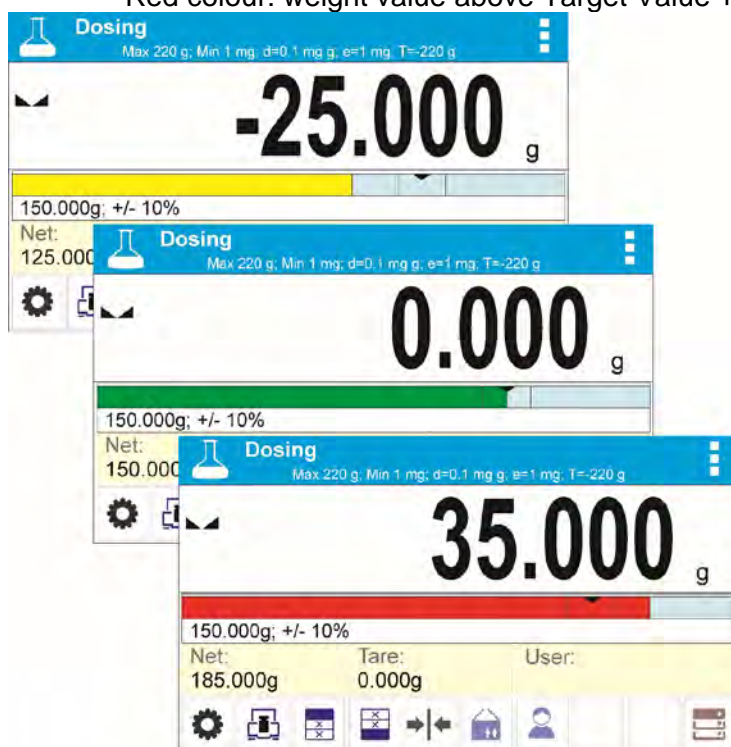 Red colour: weight value above Target Value
Dosing
Max 220 g; Min 1 mg; d=0.1 mg g; e=1 mg; T=-220 g
-25.000 g
150.000g; +/- 10%
Net:
125.000
Dosing
Max 220 g; Min 1 mg; d=0.1 mg g; e=1 mg; T=-220 g
0.000 g
150.000g; +/- 10%
Net:
150.000
Dosing
Max 220 g; Min 1 mg; d=0.1 mg g; e=1 mg; T=-220 g
35.000 g
150.000g; +/- 10%
Net: Tare: User:
185.000g 0.000g